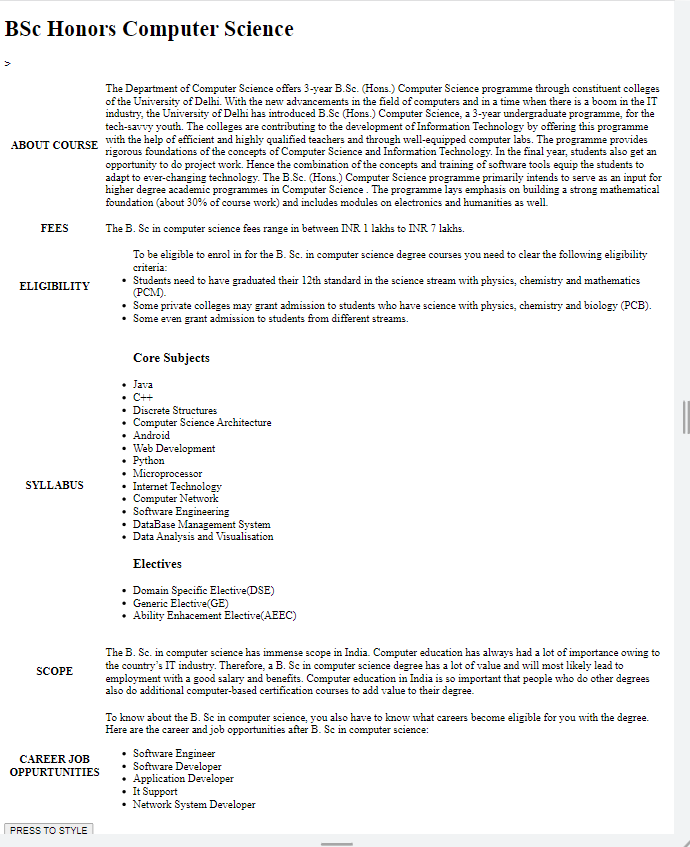 BSc Honors Computer Science
>
The Department of Computer Science offers 3-year B.Sc. (Hons.) Computer Science programme through constituent colleges
of the University of Delhi. With the new advancements in the field of computers and in a time when there is a boom in the IT
industry, the University of Delhi has introduced B.Sc (Hons.) Computer Science, a 3-year undergraduate programme, for the
tech-savvy youth. The colleges are contributing to the development of Information Technology by offering this programme
ABOUT COURSE
with the help of efficient and highly qualified teachers and through well-equipped computer labs. The programme provides
rigorous foundations of the concepts of Computer Science and Information Technology. In the final year, students also get an
opportunity to do project work. Hence the combination of the concepts and training of software tools equip the students to
adapt to ever-changing technology. The B.Sc. (Hons.) Computer Science programme primarily intends to serve as an input for
higher degree academic programmes in Computer Science . The programme lays emphasis on building a strong mathematical
foundation (about 30% of course work) and includes modules on electronics and humanities as well.
FEES
The B. Sc in computer science fees range in between INR 1 lakhs to INR 7 lakhs.
ELIGIBILITY
To be eligible to enrol in for the B. Sc. in computer science degree courses you need to clear the following eligibility
criteria:
• Students need to have graduated their 12th standard in the science stream with physics, chemistry and mathematics
(PCM).
• Some private colleges may grant admission to students who have science with physics, chemistry and biology (PCB).
• Some even grant admission to students from different streams.
SYLLABUS
Core Subjects
• Java
• C++
• Discrete Structures
• Computer Science Architecture
• Android
• Web Development
• Python
• Microprocessor
• Internet Technology
• Computer Network
• Software Engineering
• DataBase Management System
• Data Analysis and Visualisation
Electives
• Domain Specific Elective(DSE)
• Generic Elective(GE)
• Ability Enhacement Elective(AEEC)
SCOPE
The B. Sc. in computer science has immense scope in India. Computer education has always had a lot of importance owing to
the country's IT industry. Therefore, a B. Sc in computer science degree has a lot of value and will most likely lead to
employment with a good salary and benefits. Computer education in India is so important that people who do other degrees
also do additional computer-based certification courses to add value to their degree.
CAREER JOB
OPPURTUNITIES
To know about the B. Sc in computer science, you also have to know what careers become eligible for you with the degree.
Here are the career and job opportunities after B. Sc in computer science:
• Software Engineer
• Software Developer
• Application Developer
• It Support
• Network System Developer
PRESS TO STYLE